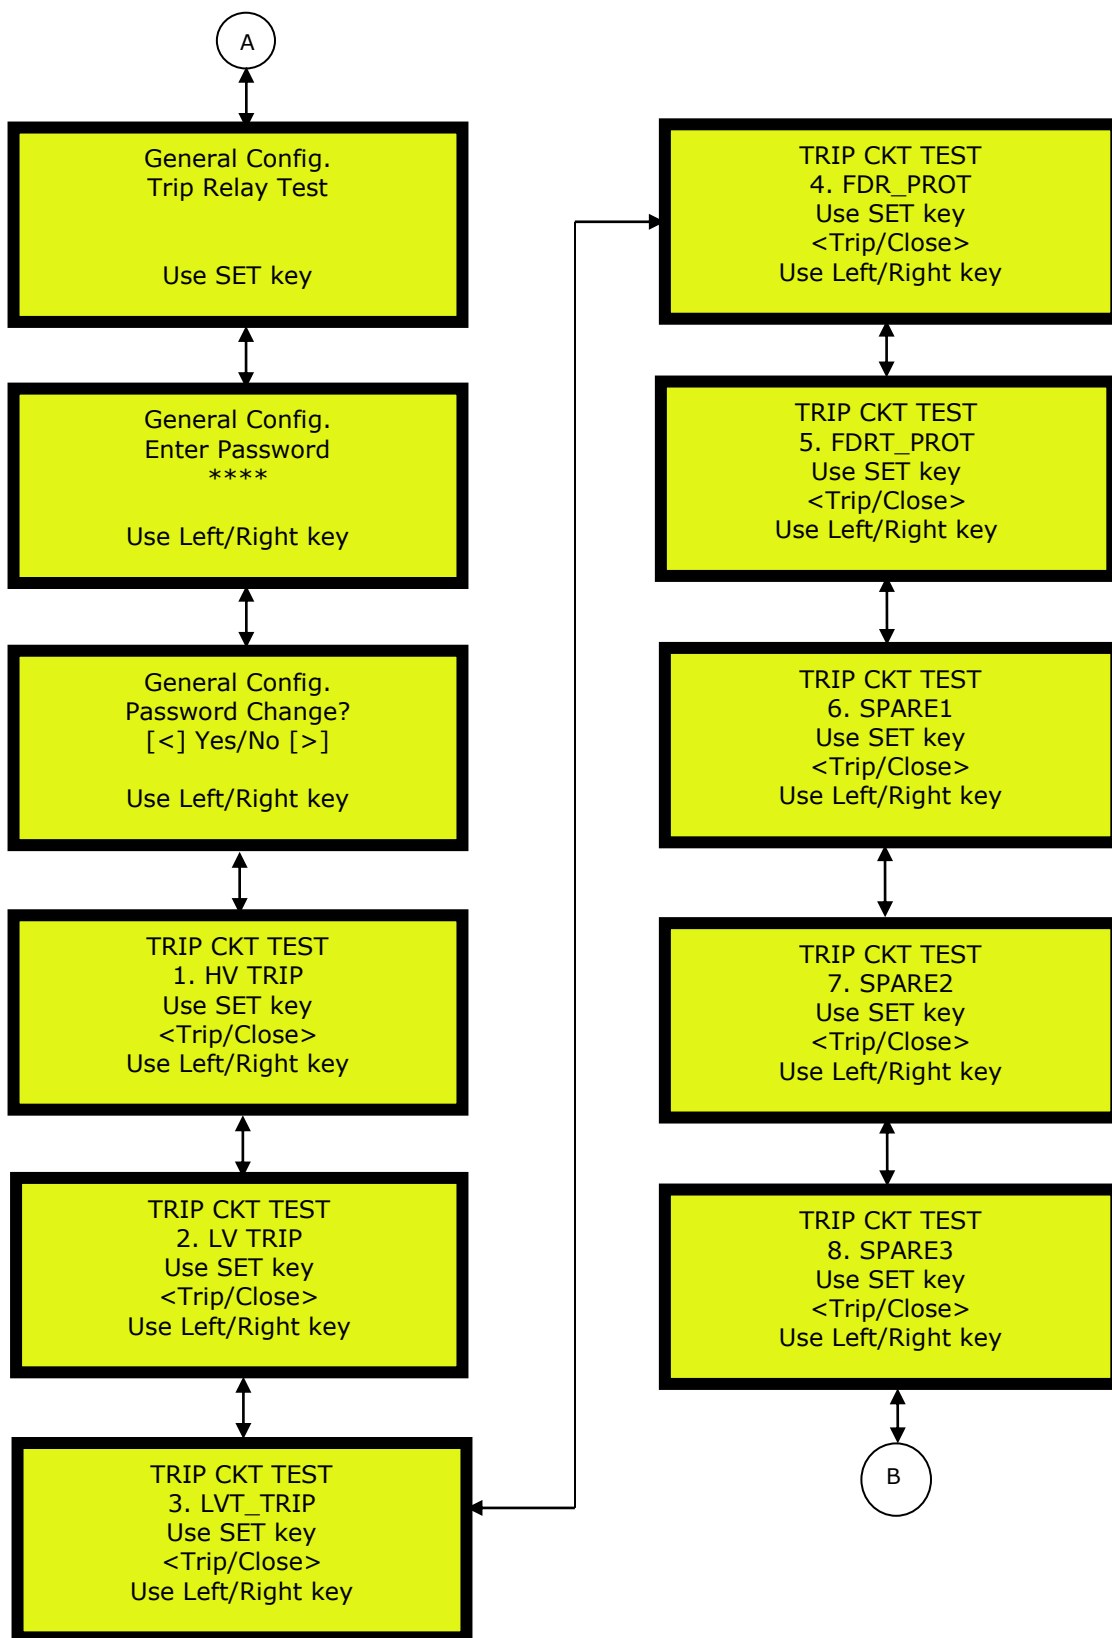 A
General Config.
Trip Relay Test
Use SET key
General Config.
Enter Password
****
Use Left/Right key
General Config.
Password Change?
[<] Yes/No [>]
Use Left/Right key
TRIP CKT TEST
1. HV TRIP
Use SET key
<Trip/Close>
Use Left/Right key
TRIP CKT TEST
2. LV TRIP
Use SET key
<Trip/Close>
Use Left/Right key
TRIP CKT TEST
3. LVT_TRIP
Use SET key
<Trip/Close>
Use Left/Right key
TRIP CKT TEST
4. FDR_PROT
Use SET key
<Trip/Close>
Use Left/Right key
TRIP CKT TEST
5. FDRT_PROT
Use SET key
<Trip/Close>
Use Left/Right key
TRIP CKT TEST
6. SPARE1
Use SET key
<Trip/Close>
Use Left/Right key
TRIP CKT TEST
7. SPARE2
Use SET key
<Trip/Close>
Use Left/Right key
TRIP CKT TEST
8. SPARE3
Use SET key
<Trip/Close>
Use Left/Right key
B